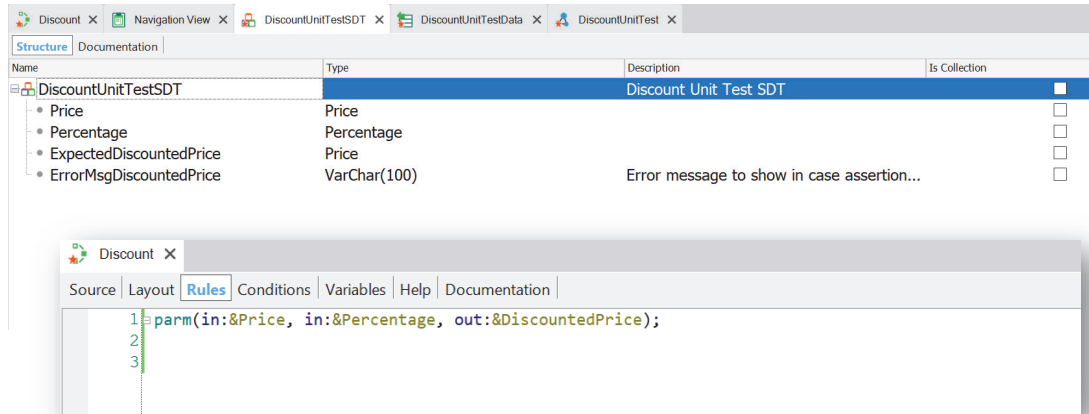 Discount Navigation View DiscountUnitTestSDT DiscountUnitTestData DiscountUnitTest
Structure Documentation
Name Type Description Is Collection
DiscountUnitTestSDT Discount Unit Test SDT
Price Price
Percentage Percentage
ExpectedDiscountedPrice Price
ErrorMsgDiscountedPrice VarChar(100) Error message to show in case assertion...
Discount
Source Layout Rules Conditions Variables Help Documentation
1 parm(in:&Price, in:&Percentage, out:&DiscountedPrice);
2
3